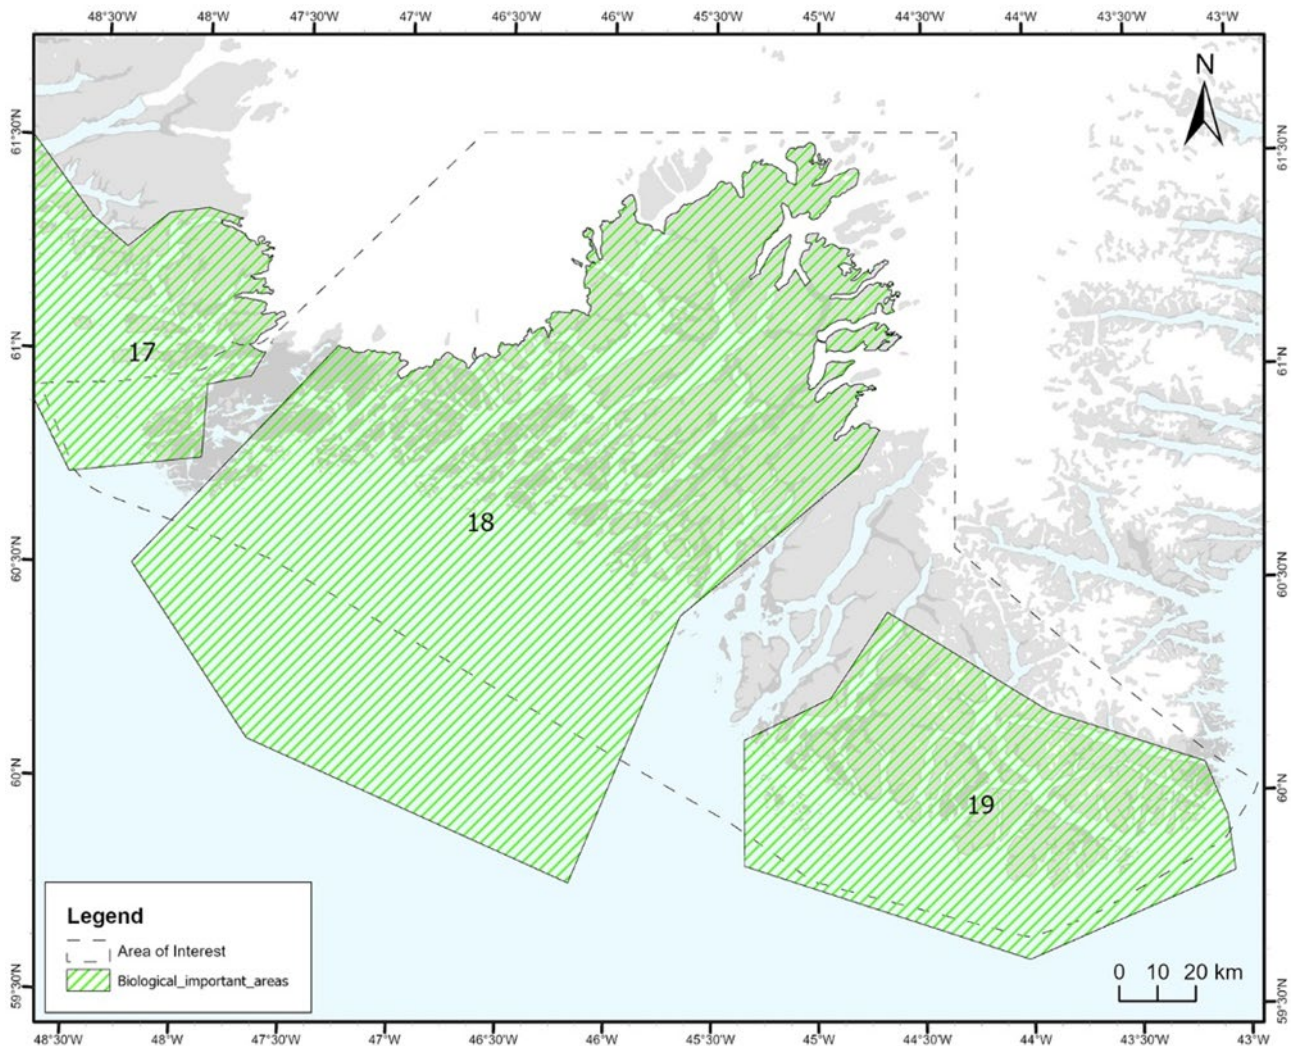 48°30'W 48°W 47°30'W 47°W 46°30'W 46°W 45°30'W 45°W 44°30'W 44°W 43°30'W 43°W
N
61°30'N 61°30'N
61°N 61°N
17
18
60°30'N 60°30'N
60°N 60°N
19
Legend
Area of Interest
Biological_important_areas
0 10 20 km
59°30'N 59°30'N
48°30'W 48°W 47°30'W 47°W 46°30'W 46°W 45°30'W 45°W 44°30'W 44°W 43°30'W 43°W